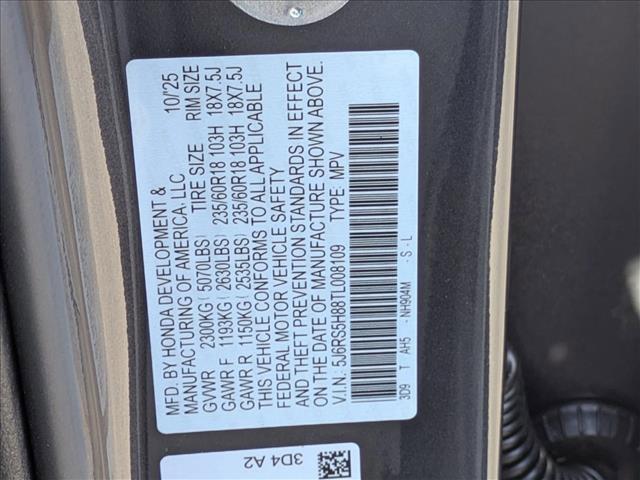 MFD. BY HONDA DEVELOPMENT &
MANUFACTURING OF AMERICA, LLC 10/'25
GVWR 2300KG ( 5070LBS) TIRE SIZE RIM SIZE
GAWR F 1193KG ( 2630LBS) 235/60R18 103H 18X7.5J
GAWR R 1150KG ( 2535LBS) 235/60R18 103H 18X7.5J
THIS VEHICLE CONFORMS TO ALL APPLICABLE
FEDERAL MOTOR VEHICLE SAFETY
AND THEFT PREVENTION STANDARDS IN EFFECT
ON THE DATE OF MANUFACTURE SHOWN ABOVE.
V.I.N: 5J6RS5H88TL008109 TYPE: MPV
3D9 T AH5 -NH904M - S - L
3D4 A2